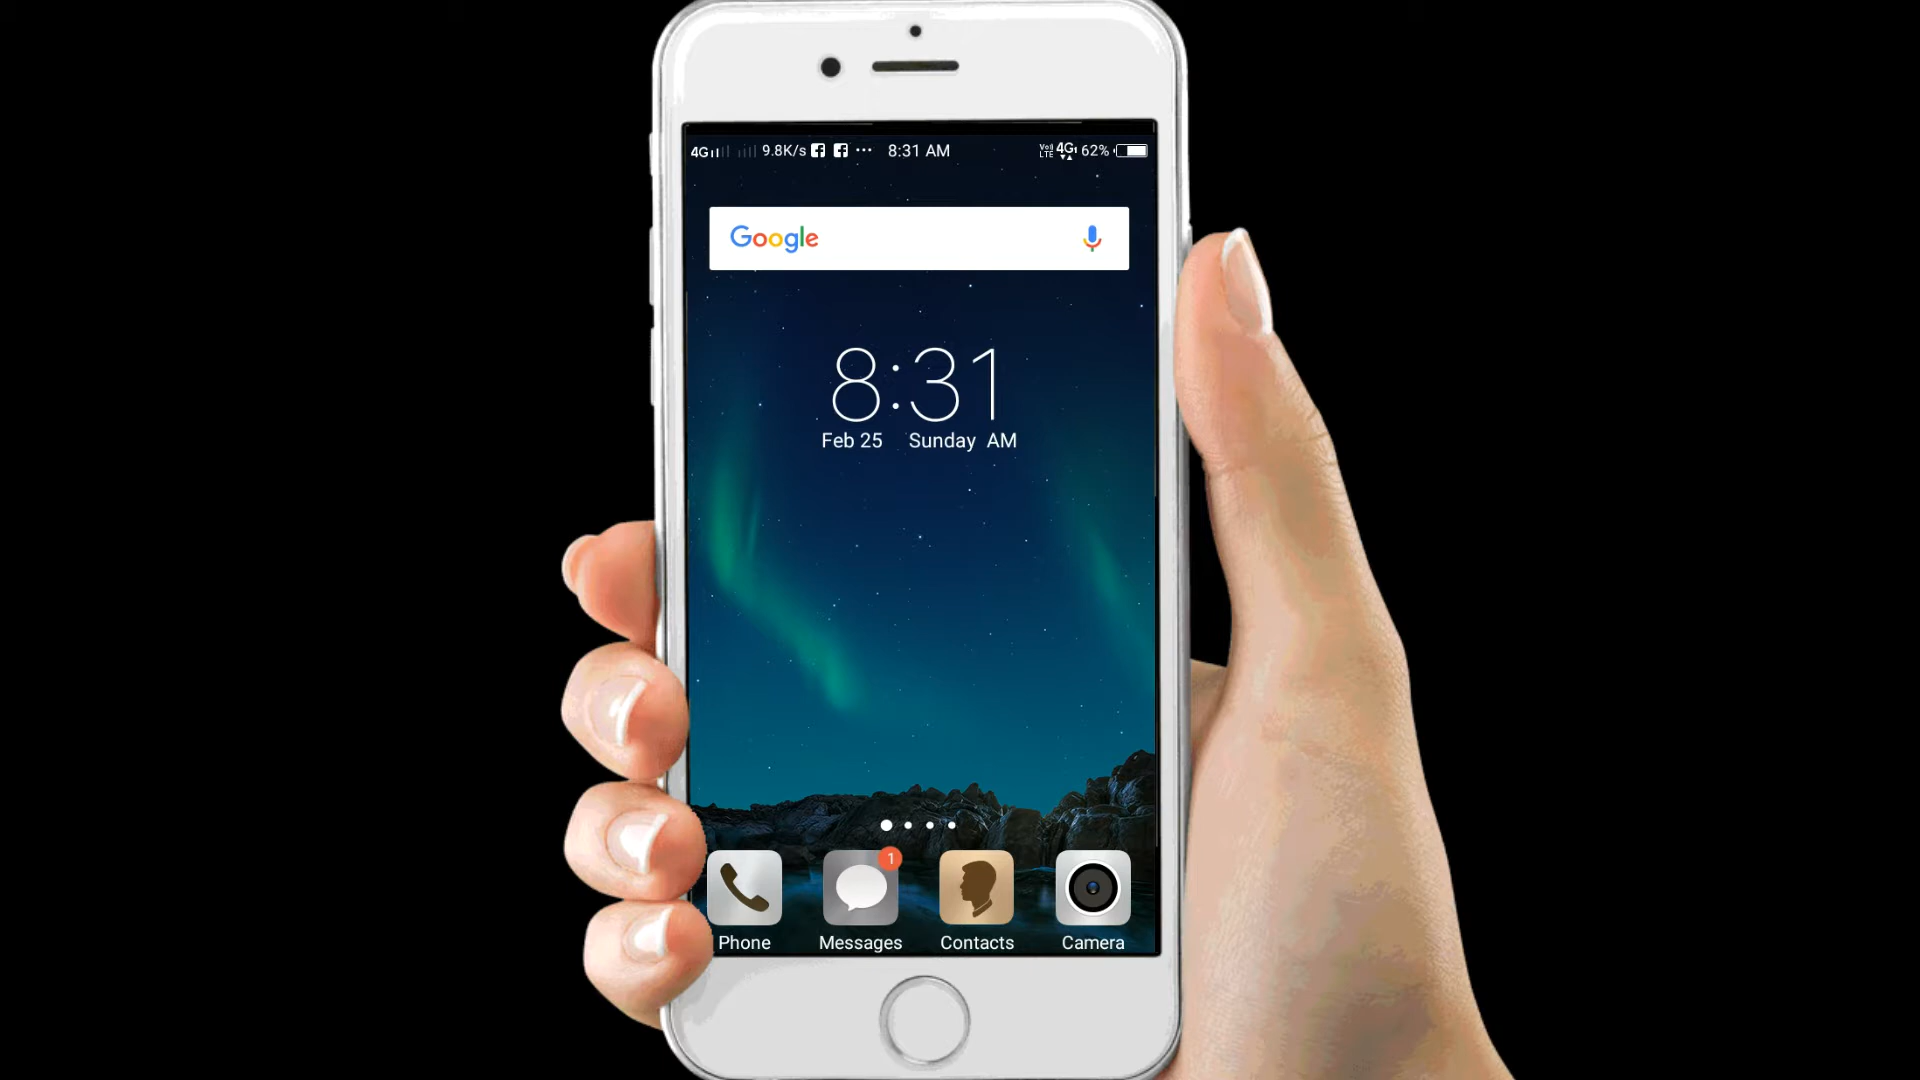 4G 9.8K/s ... 8:31 AM VoLTE 4G 62%
Google
8:31
Feb 25 Sunday AM
1
Phone Messages Contacts Camera